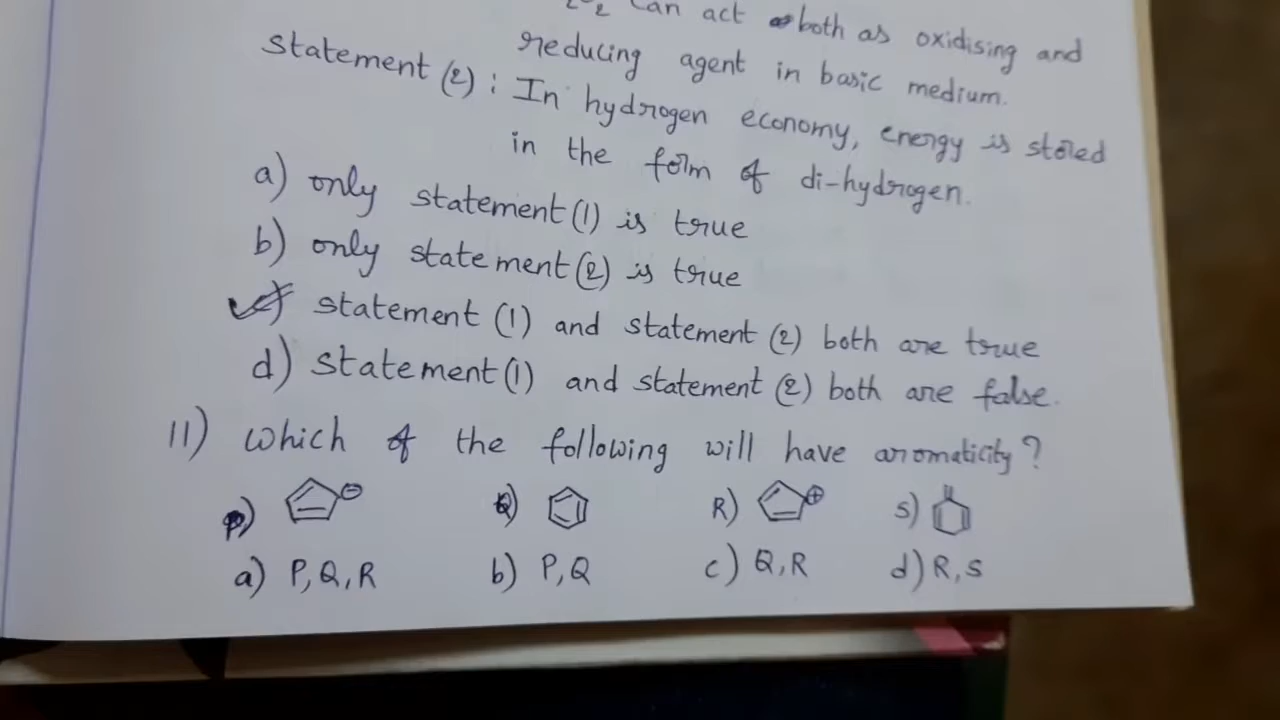 can act both as oxidising and
reducing agent in basic medium.
Statement (2): In hydrogen economy, energy is stored
in the form of di-hydrogen.
a) only statement (1) is true
b) only statement (2) is true
statement (1) and statement (2) both are true
d) Statement (1) and statement (2) both are false.
11) Which of the following will have aromaticity?
P) Q) R) S)
a) P, Q, R b) P, Q c) Q, R d) R, S